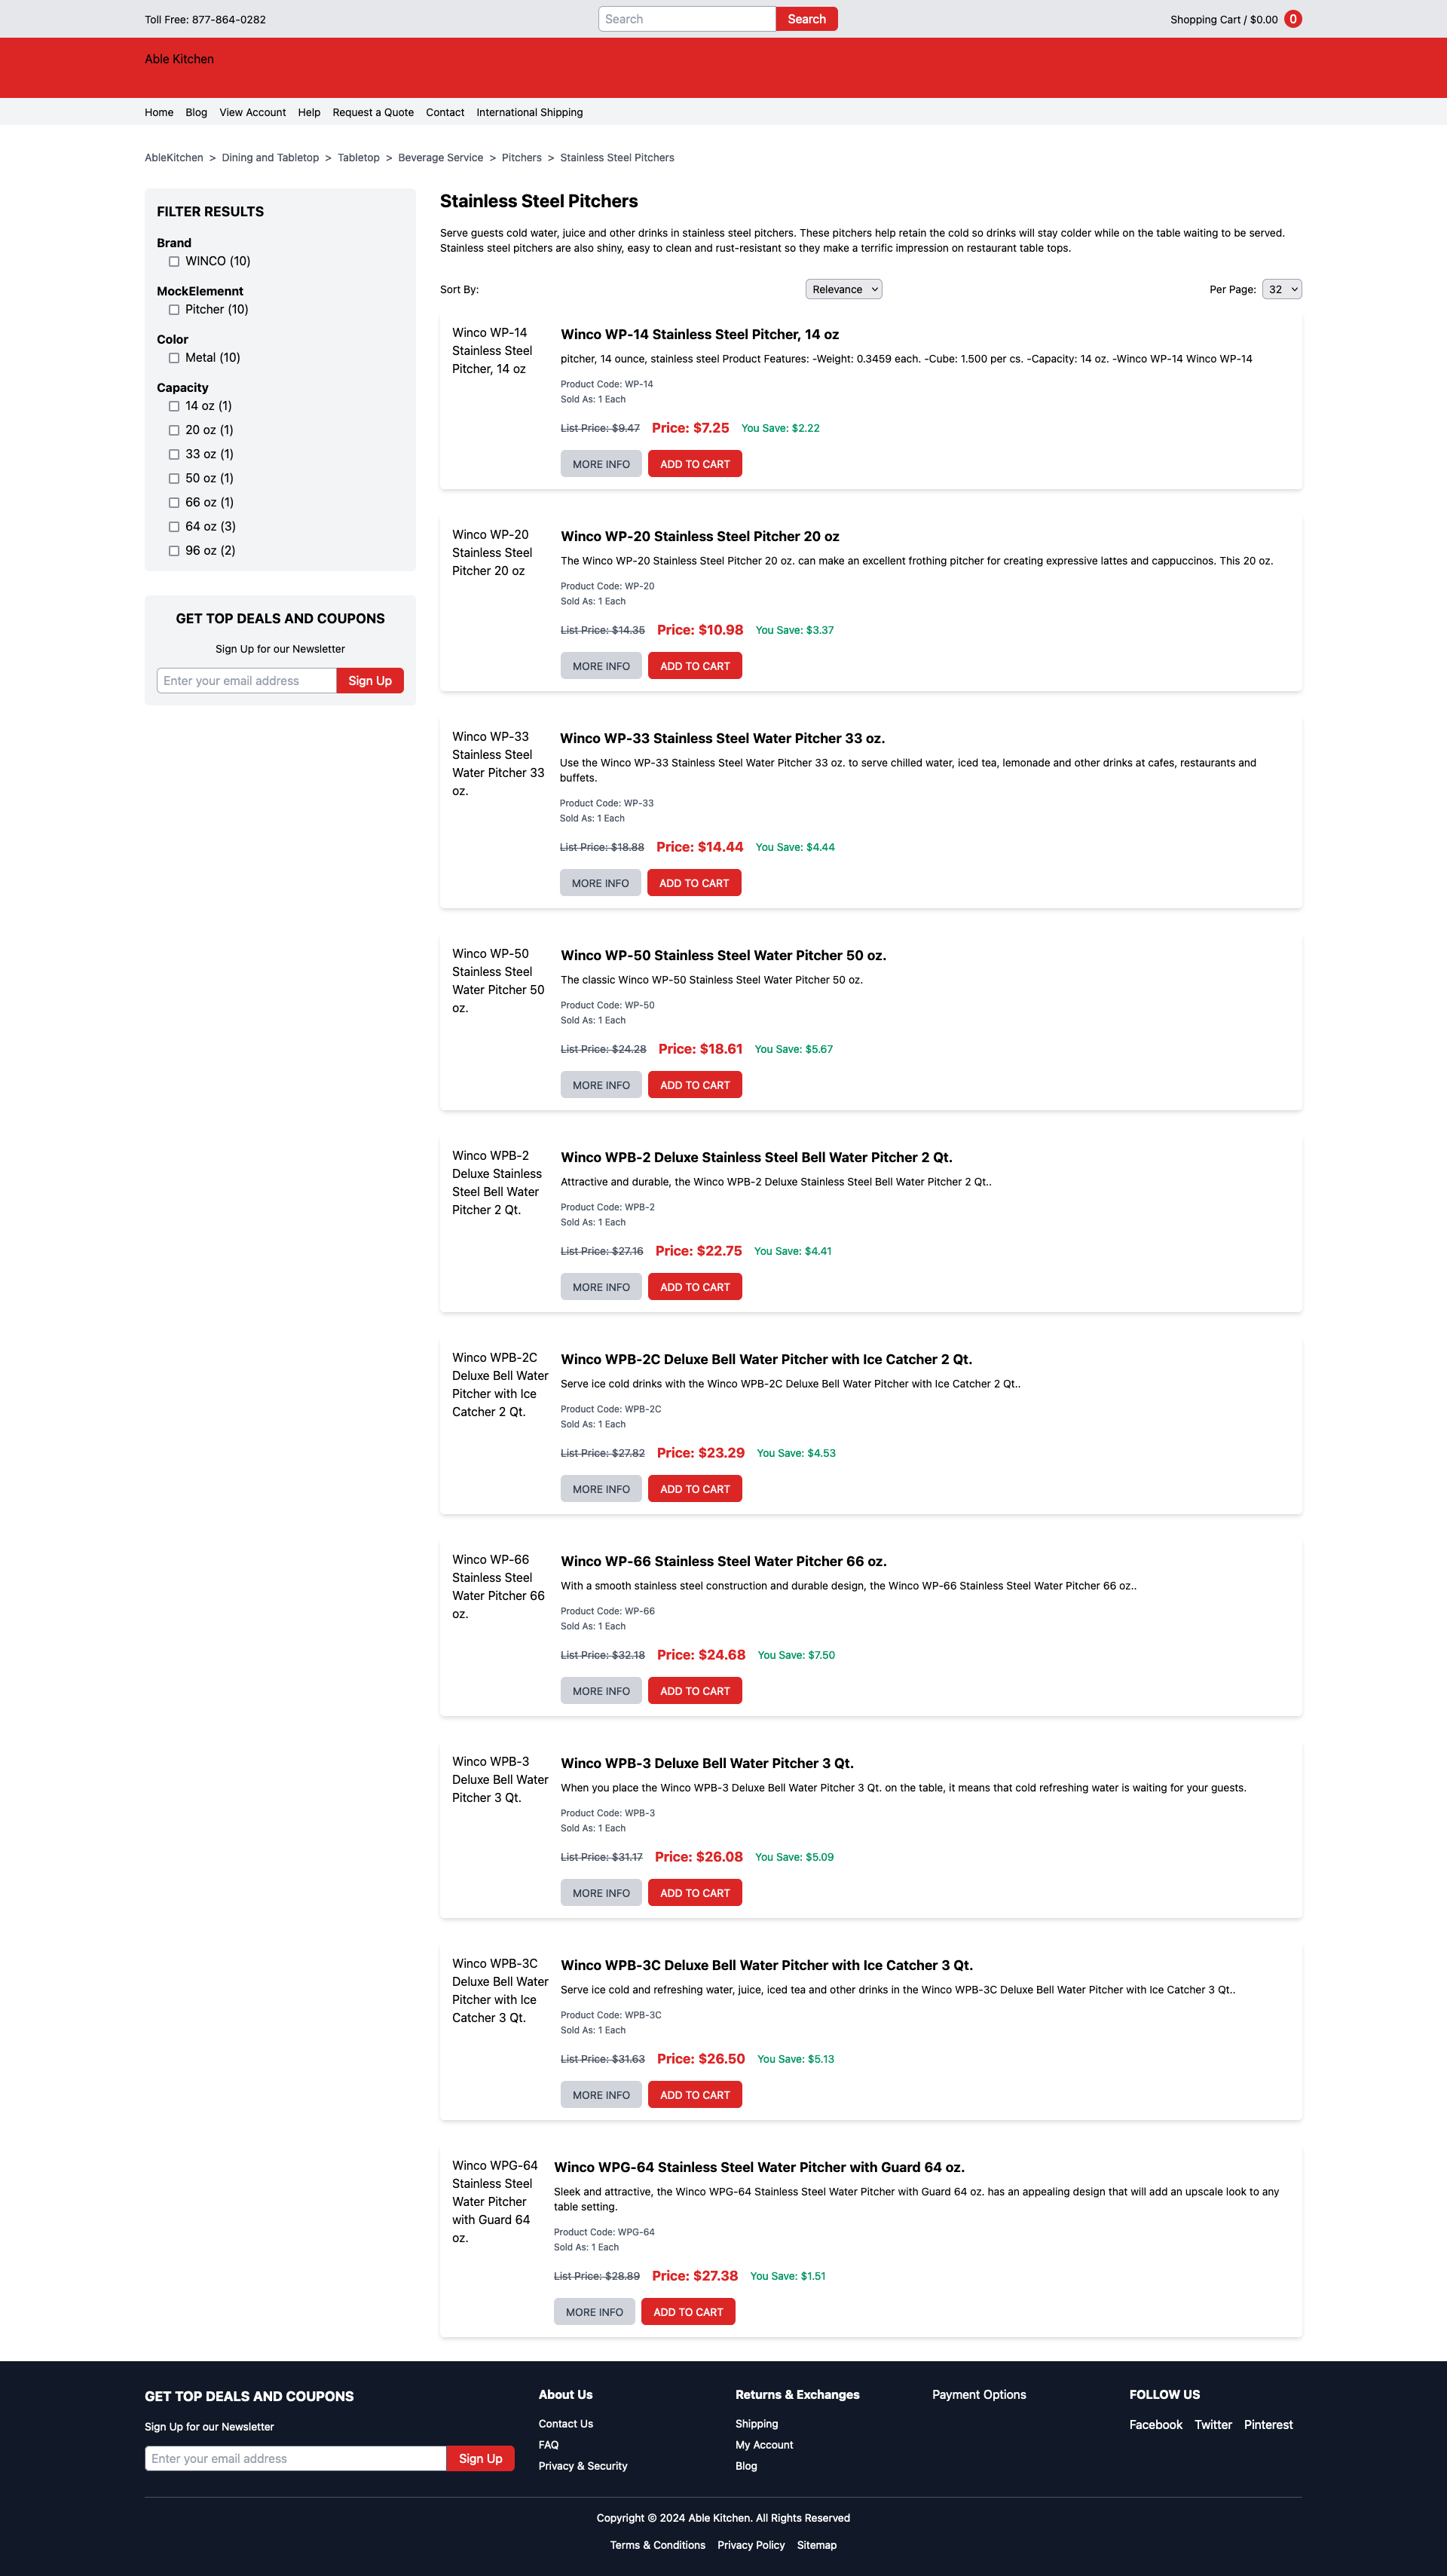 Toll Free: 877-864-0282
Search
Search
Shopping Cart / $0.00 0
Able Kitchen
Home Blog View Account Help Request a Quote Contact International Shipping
AbleKitchen > Dining and Tabletop > Tabletop > Beverage Service > Pitchers > Stainless Steel Pitchers
FILTER RESULTS
Brand
WINCO (10)
MockElemennt
Pitcher (10)
Color
Metal (10)
Capacity
14 oz (1)
20 oz (1)
33 oz (1)
50 oz (1)
66 oz (1)
64 oz (3)
96 oz (2)
GET TOP DEALS AND COUPONS
Sign Up for our Newsletter
Enter your email address
Sign Up
Stainless Steel Pitchers
Serve guests cold water, juice and other drinks in stainless steel pitchers. These pitchers help retain the cold so drinks will stay colder while on the table waiting to be served.
Stainless steel pitchers are also shiny, easy to clean and rust-resistant so they make a terrific impression on restaurant table tops.
Sort By: Relevance Per Page: 32
Winco WP-14
Stainless Steel
Pitcher, 14 oz
Winco WP-14 Stainless Steel Pitcher, 14 oz
pitcher, 14 ounce, stainless steel Product Features: -Weight: 0.3459 each. -Cube: 1.500 per cs. -Capacity: 14 oz. -Winco WP-14 Winco WP-14
Product Code: WP-14
Sold As: 1 Each
List Price: $9.47 Price: $7.25 You Save: $2.22
MORE INFO ADD TO CART
Winco WP-20
Stainless Steel
Pitcher 20 oz
Winco WP-20 Stainless Steel Pitcher 20 oz
The Winco WP-20 Stainless Steel Pitcher 20 oz. can make an excellent frothing pitcher for creating expressive lattes and cappuccinos. This 20 oz.
Product Code: WP-20
Sold As: 1 Each
List Price: $14.35 Price: $10.98 You Save: $3.37
MORE INFO ADD TO CART
Winco WP-33
Stainless Steel
Water Pitcher 33
oz.
Winco WP-33 Stainless Steel Water Pitcher 33 oz.
Use the Winco WP-33 Stainless Steel Water Pitcher 33 oz. to serve chilled water, iced tea, lemonade and other drinks at cafes, restaurants and
buffets.
Product Code: WP-33
Sold As: 1 Each
List Price: $18.88 Price: $14.44 You Save: $4.44
MORE INFO ADD TO CART
Winco WP-50
Stainless Steel
Water Pitcher 50
oz.
Winco WP-50 Stainless Steel Water Pitcher 50 oz.
The classic Winco WP-50 Stainless Steel Water Pitcher 50 oz.
Product Code: WP-50
Sold As: 1 Each
List Price: $24.28 Price: $18.61 You Save: $5.67
MORE INFO ADD TO CART
Winco WPB-2
Deluxe Stainless
Steel Bell Water
Pitcher 2 Qt.
Winco WPB-2 Deluxe Stainless Steel Bell Water Pitcher 2 Qt.
Attractive and durable, the Winco WPB-2 Deluxe Stainless Steel Bell Water Pitcher 2 Qt..
Product Code: WPB-2
Sold As: 1 Each
List Price: $27.16 Price: $22.75 You Save: $4.41
MORE INFO ADD TO CART
Winco WPB-2C
Deluxe Bell Water
Pitcher with Ice
Catcher 2 Qt.
Winco WPB-2C Deluxe Bell Water Pitcher with Ice Catcher 2 Qt.
Serve ice cold drinks with the Winco WPB-2C Deluxe Bell Water Pitcher with Ice Catcher 2 Qt..
Product Code: WPB-2C
Sold As: 1 Each
List Price: $27.82 Price: $23.29 You Save: $4.53
MORE INFO ADD TO CART
Winco WP-66
Stainless Steel
Water Pitcher 66
oz.
Winco WP-66 Stainless Steel Water Pitcher 66 oz.
With a smooth stainless steel construction and durable design, the Winco WP-66 Stainless Steel Water Pitcher 66 oz..
Product Code: WP-66
Sold As: 1 Each
List Price: $32.18 Price: $24.68 You Save: $7.50
MORE INFO ADD TO CART
Winco WPB-3
Deluxe Bell Water
Pitcher 3 Qt.
Winco WPB-3 Deluxe Bell Water Pitcher 3 Qt.
When you place the Winco WPB-3 Deluxe Bell Water Pitcher 3 Qt. on the table, it means that cold refreshing water is waiting for your guests.
Product Code: WPB-3
Sold As: 1 Each
List Price: $31.17 Price: $26.08 You Save: $5.09
MORE INFO ADD TO CART
Winco WPB-3C
Deluxe Bell Water
Pitcher with Ice
Catcher 3 Qt.
Winco WPB-3C Deluxe Bell Water Pitcher with Ice Catcher 3 Qt.
Serve ice cold and refreshing water, juice, iced tea and other drinks in the Winco WPB-3C Deluxe Bell Water Pitcher with Ice Catcher 3 Qt..
Product Code: WPB-3C
Sold As: 1 Each
List Price: $31.63 Price: $26.50 You Save: $5.13
MORE INFO ADD TO CART
Winco WPG-64
Stainless Steel
Water Pitcher
with Guard 64
oz.
Winco WPG-64 Stainless Steel Water Pitcher with Guard 64 oz.
Sleek and attractive, the Winco WPG-64 Stainless Steel Water Pitcher with Guard 64 oz. has an appealing design that will add an upscale look to any
table setting.
Product Code: WPG-64
Sold As: 1 Each
List Price: $28.89 Price: $27.38 You Save: $1.51
MORE INFO ADD TO CART
GET TOP DEALS AND COUPONS
Sign Up for our Newsletter
Enter your email address
Sign Up
About Us
Contact Us
FAQ
Privacy & Security
Returns & Exchanges
Shipping
My Account
Blog
Payment Options
FOLLOW US
Facebook Twitter Pinterest
Copyright © 2024 Able Kitchen. All Rights Reserved
Terms & Conditions Privacy Policy Sitemap